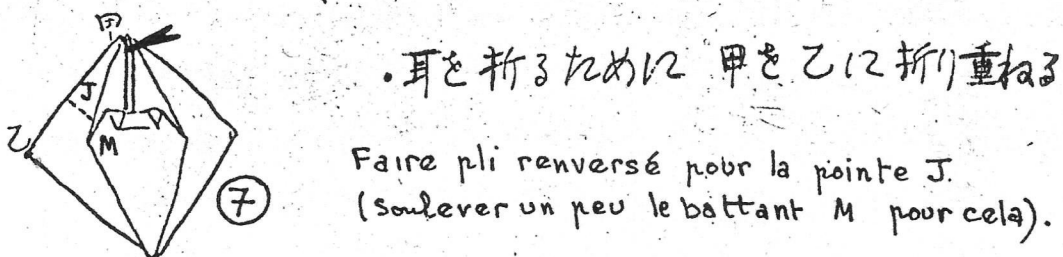 甲
J
乙
M
7
・耳を折るために 甲を乙に折り重ねる
Faire pli renversé pour la pointe J.
(Soulever un peu le battant M pour cela).